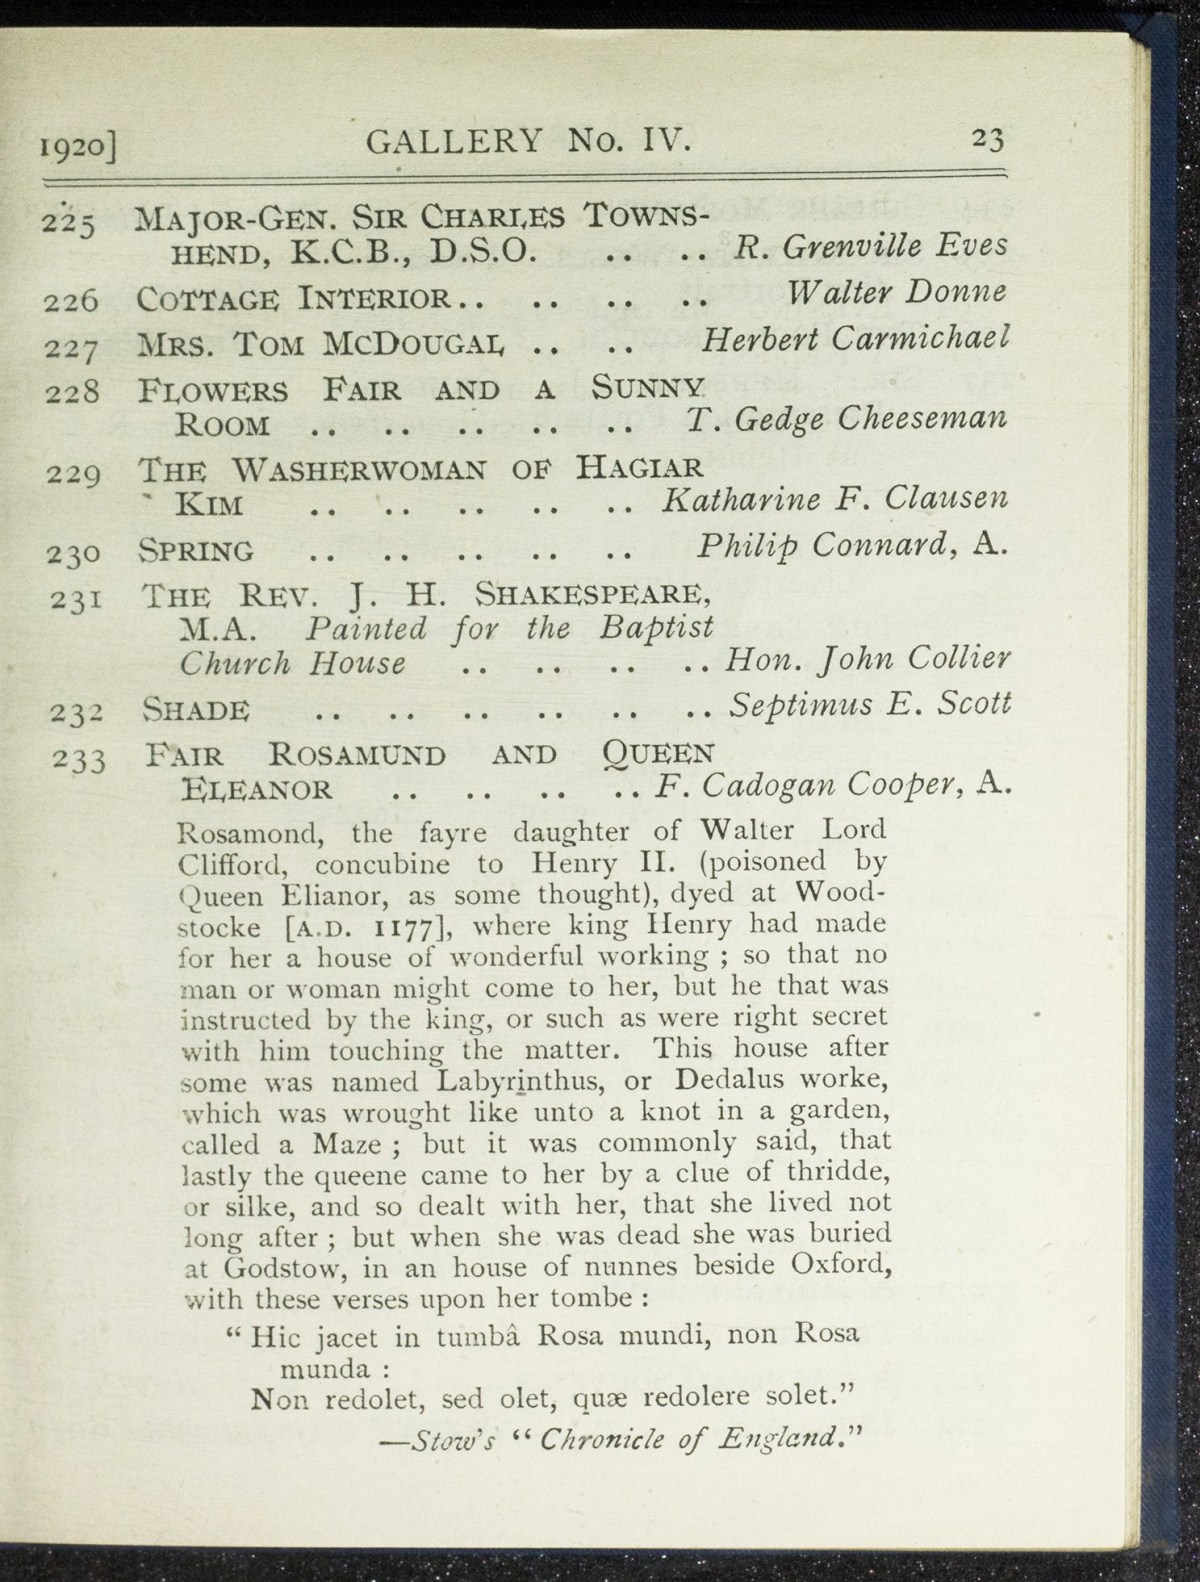 1920] GALLERY No. IV. 23
225 MAJOR-GEN. SIR CHARLES TOWNS-
HEND, K.C.B., D.S.O. .. .. R. Grenville Eves
226 COTTAGE INTERIOR .. .. .. .. Walter Donne
227 MRS. TOM MCDOUGAL .. .. Herbert Carmichael
228 FLOWERS FAIR AND A SUNNY
ROOM .. .. .. .. .. T. Gedge Cheeseman
229 THE WASHERWOMAN OF HAGIAR
KIM .. .. .. .. .. Katharine F. Clausen
230 SPRING .. .. .. .. .. Philip Connard, A.
231 THE REV. J. H. SHAKESPEARE,
M.A. Painted for the Baptist
Church House .. .. .. .. Hon. John Collier
232 SHADE .. .. .. .. .. .. Septimus E. Scott
233 FAIR ROSAMUND AND QUEEN
ELEANOR .. .. .. .. F. Cadogan Cooper, A.
Rosamond, the fayre daughter of Walter Lord
Clifford, concubine to Henry II. (poisoned by
Queen Elianor, as some thought), dyed at Wood-
stocke [A.D. 1177], where king Henry had made
for her a house of wonderful working ; so that no
man or woman might come to her, but he that was
instructed by the king, or such as were right secret
with him touching the matter. This house after
some was named Labyrinthus, or Dedalus worke,
which was wrought like unto a knot in a garden,
called a Maze ; but it was commonly said, that
lastly the queene came to her by a clue of thridde,
or silke, and so dealt with her, that she lived not
long after ; but when she was dead she was buried
at Godstow, in an house of nunnes beside Oxford,
with these verses upon her tombe :
“ Hic jacet in tumbâ Rosa mundi, non Rosa
munda :
Non redolet, sed olet, quæ redolere solet.”
—Stow's “ Chronicle of England.”